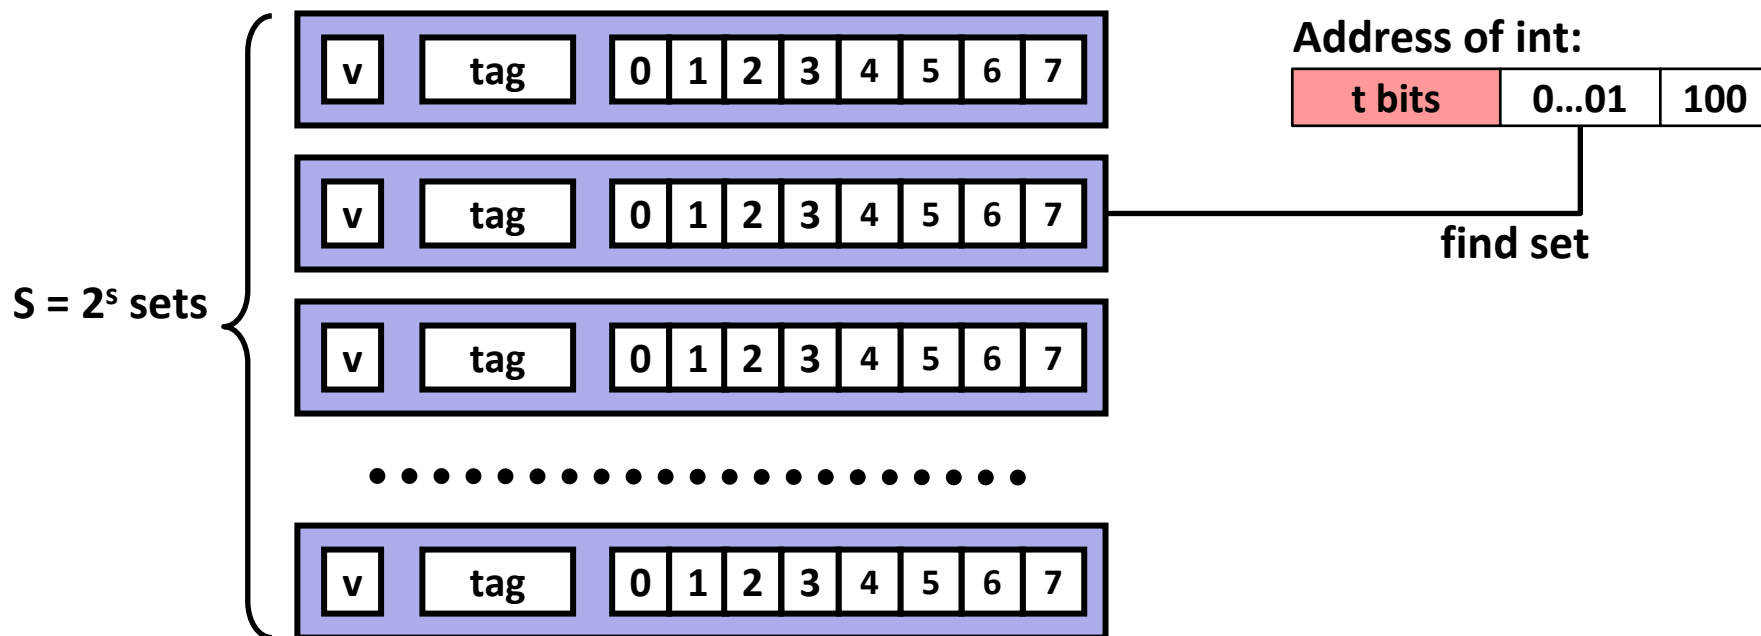 v tag 0 1 2 3 4 5 6 7
Address of int:
t bits 0...01 100
v tag 0 1 2 3 4 5 6 7
find set
S = 2ˢ sets
v tag 0 1 2 3 4 5 6 7
v tag 0 1 2 3 4 5 6 7